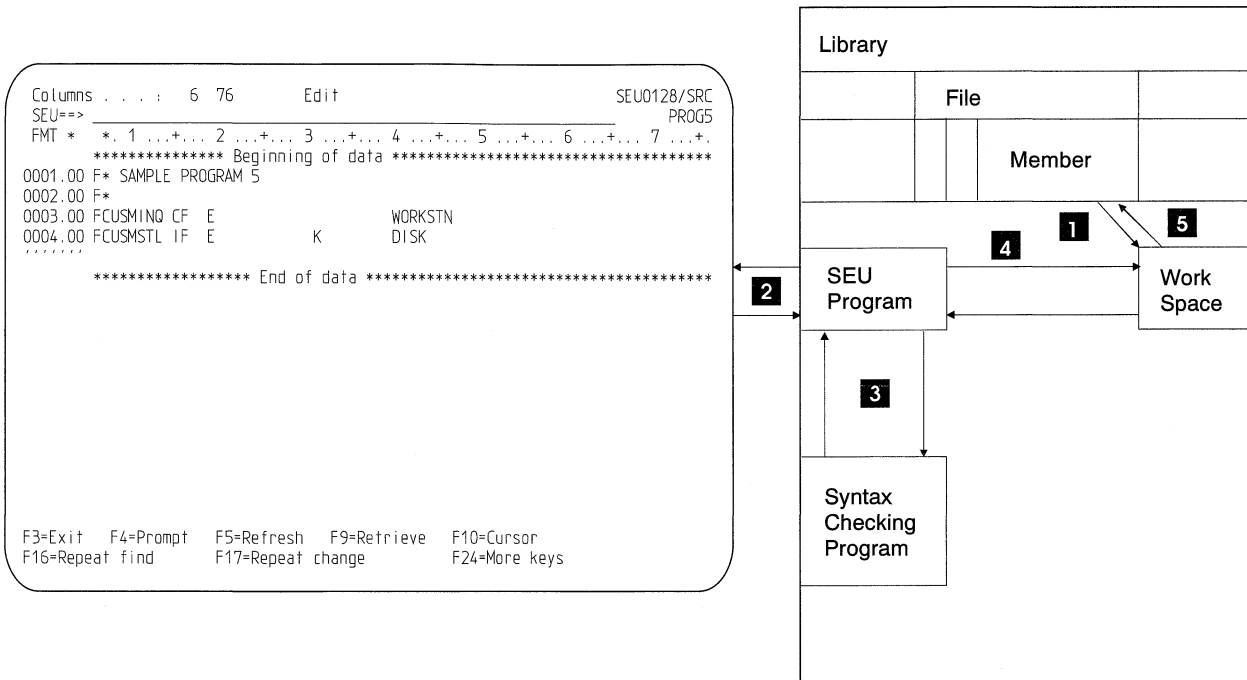 Columns . . . :    6  76          Edit                                  SEU0128/SRC
SEU==>                                                                        PROG5
FMT *    *. 1 ...+... 2 ...+... 3 ...+... 4 ...+... 5 ...+... 6 ...+... 7 ...+.
*************** Beginning of data ************************************
0001.00 F* SAMPLE PROGRAM 5
0002.00 F*
0003.00 FCUSMINQ CF  E                    WORKSTN
0004.00 FCUSMSTL IF  E           K        DISK
'''''''
****************** End of data ****************************************
F3=Exit   F4=Prompt   F5=Refresh   F9=Retrieve   F10=Cursor
F16=Repeat find       F17=Repeat change          F24=More keys
Library
File
Member
1
5
4
2
SEU
Program
Work
Space
3
Syntax
Checking
Program